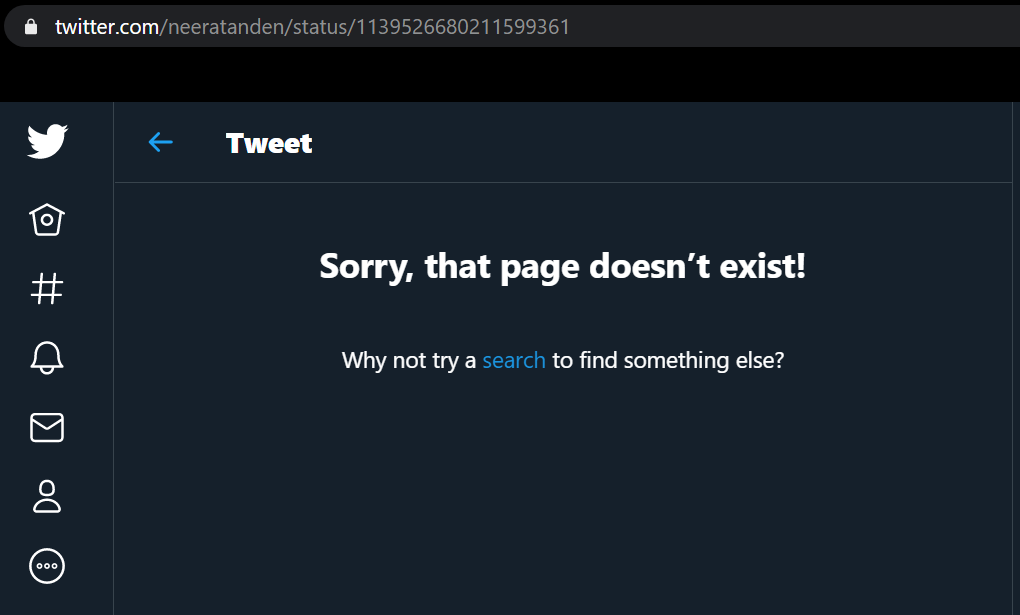 twitter.com/neeratanden/status/1139526680211599361
Tweet
Sorry, that page doesn’t exist!
Why not try a search to find something else?